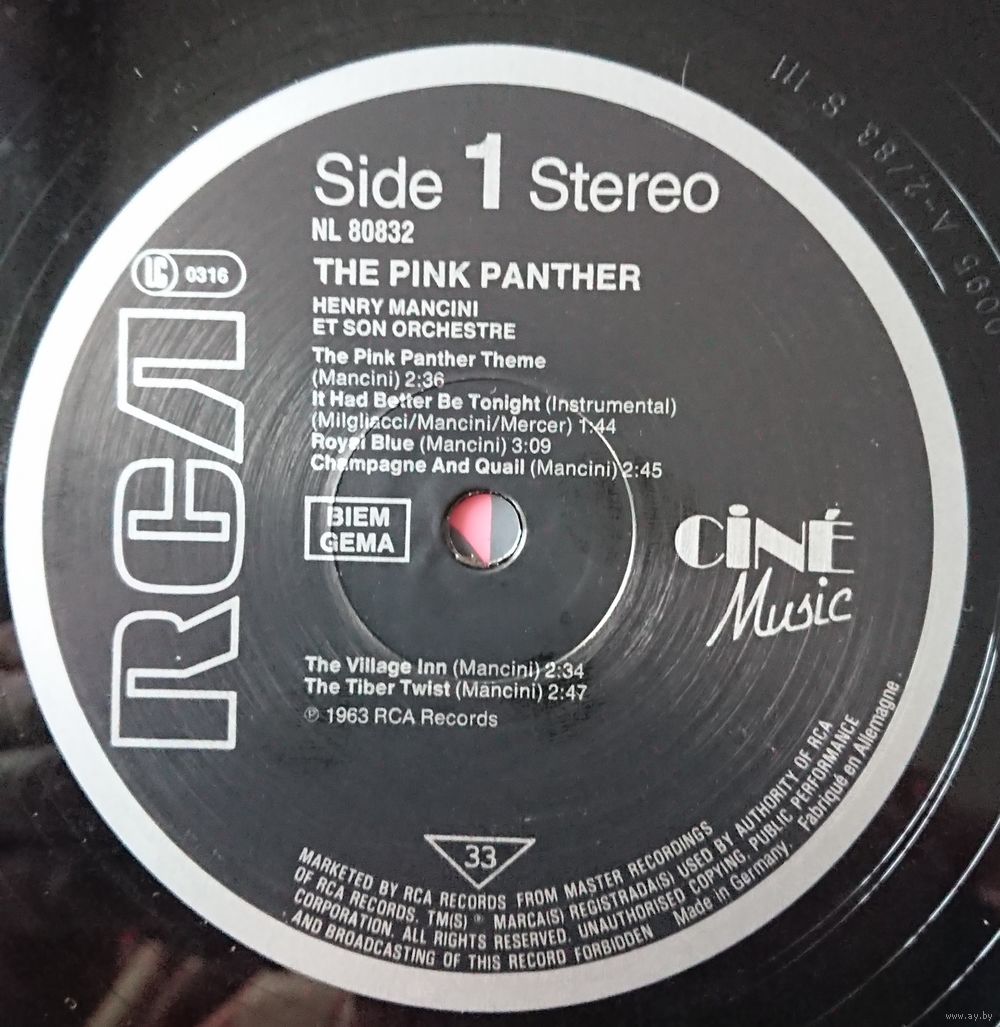 Side 1 Stereo
NL 80832
LC 0316
THE PINK PANTHER
HENRY MANCINI
ET SON ORCHESTRE
The Pink Panther Theme
(Mancini) 2:36
It Had Better Be Tonight (Instrumental)
(Milgliacci/Mancini/Mercer) 1:44
Royal Blue (Mancini) 3:09
Champagne And Quail (Mancini) 2:45
RCA
BIEM
GEMA
CINÉ
Music
The Village Inn (Mancini) 2:34
The Tiber Twist (Mancini) 2:47
℗ 1963 RCA Records
33
MARKETED BY RCA RECORDS FROM MASTER RECORDINGS
OF RCA RECORDS. TM(S) ® MARCA(S) REGISTRADA(S) USED BY AUTHORITY OF RCA
CORPORATION. ALL RIGHTS RESERVED. UNAUTHORISED COPYING, PUBLIC PERFORMANCE
AND BROADCASTING OF THIS RECORD FORBIDDEN Made in Germany. Fabriqué en Allemagne.
www.ay.by